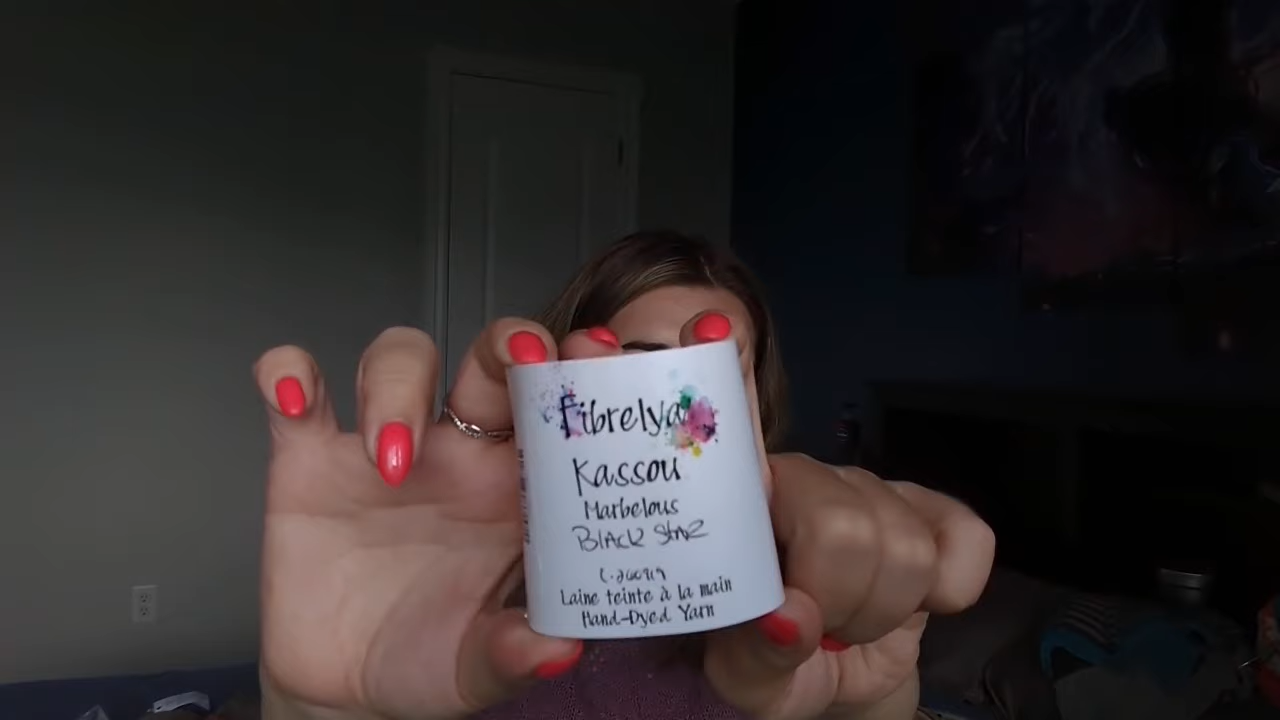 Fibrelya
Kassou
Marbelous
Black Star
Laine teinte à la main
Hand-Dyed Yarn